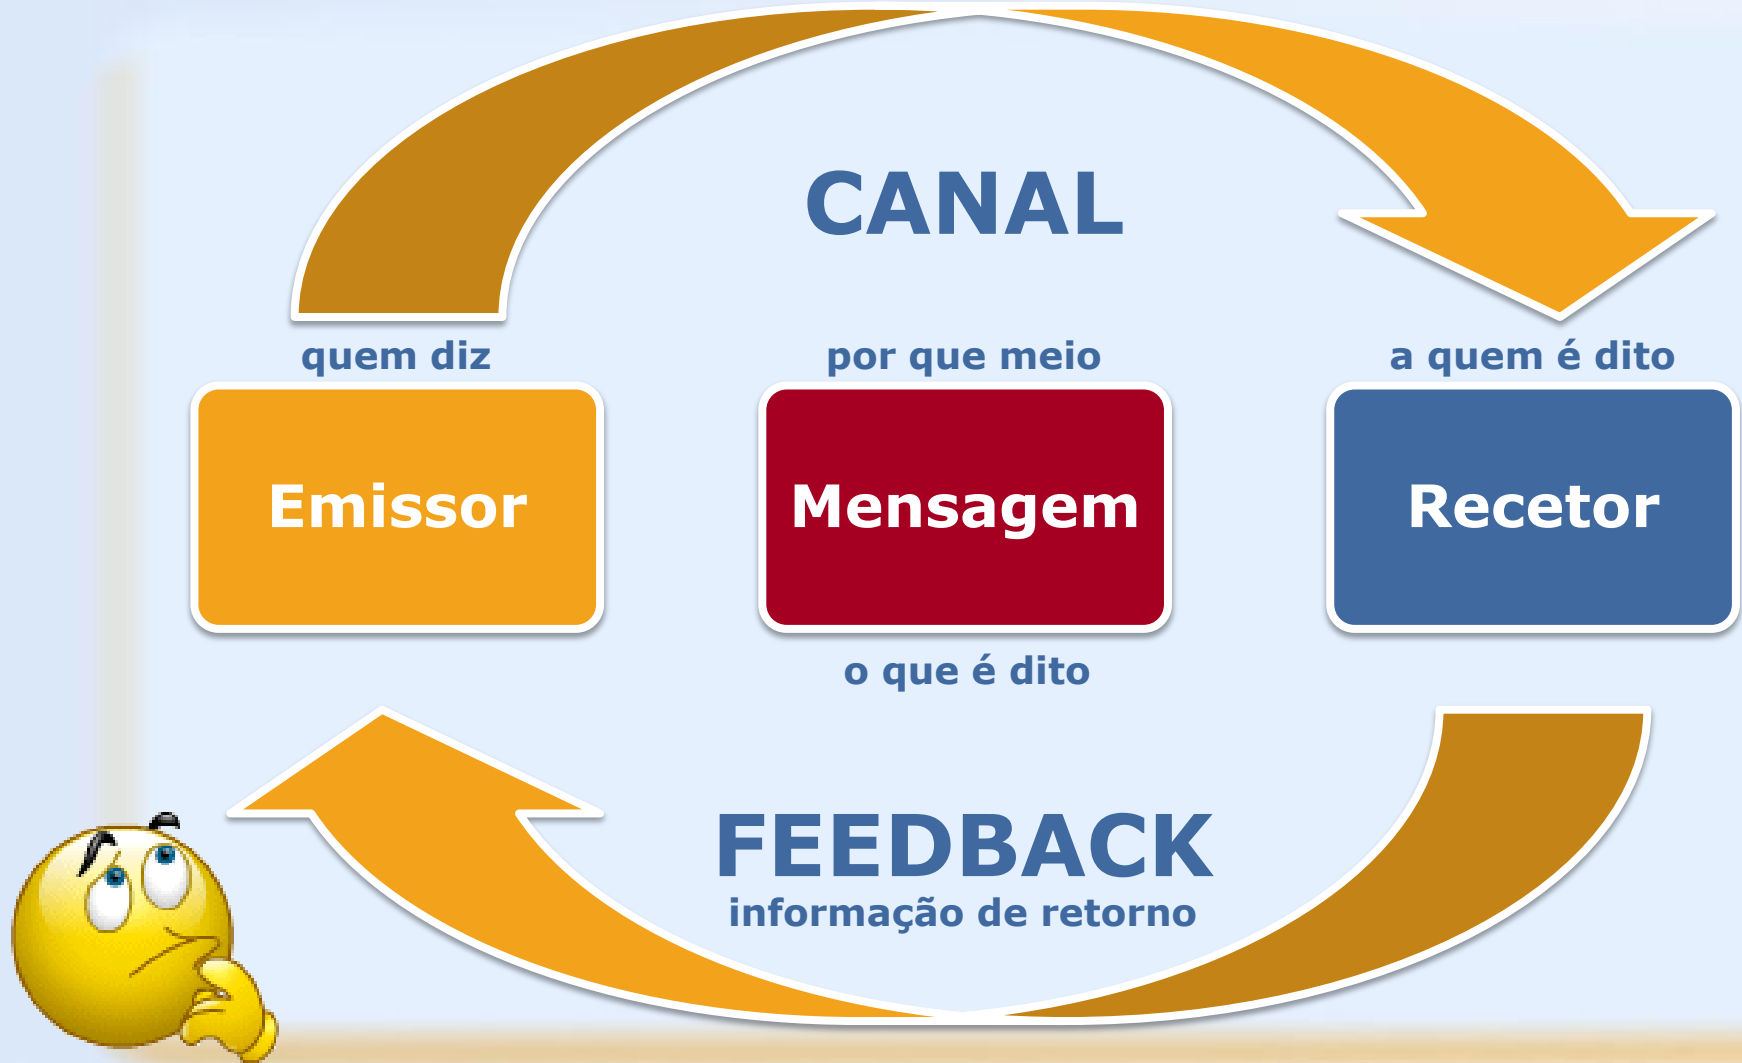 CANAL
quem diz
por que meio
a quem é dito
Emissor
Mensagem
Recetor
o que é dito
FEEDBACK
informação de retorno